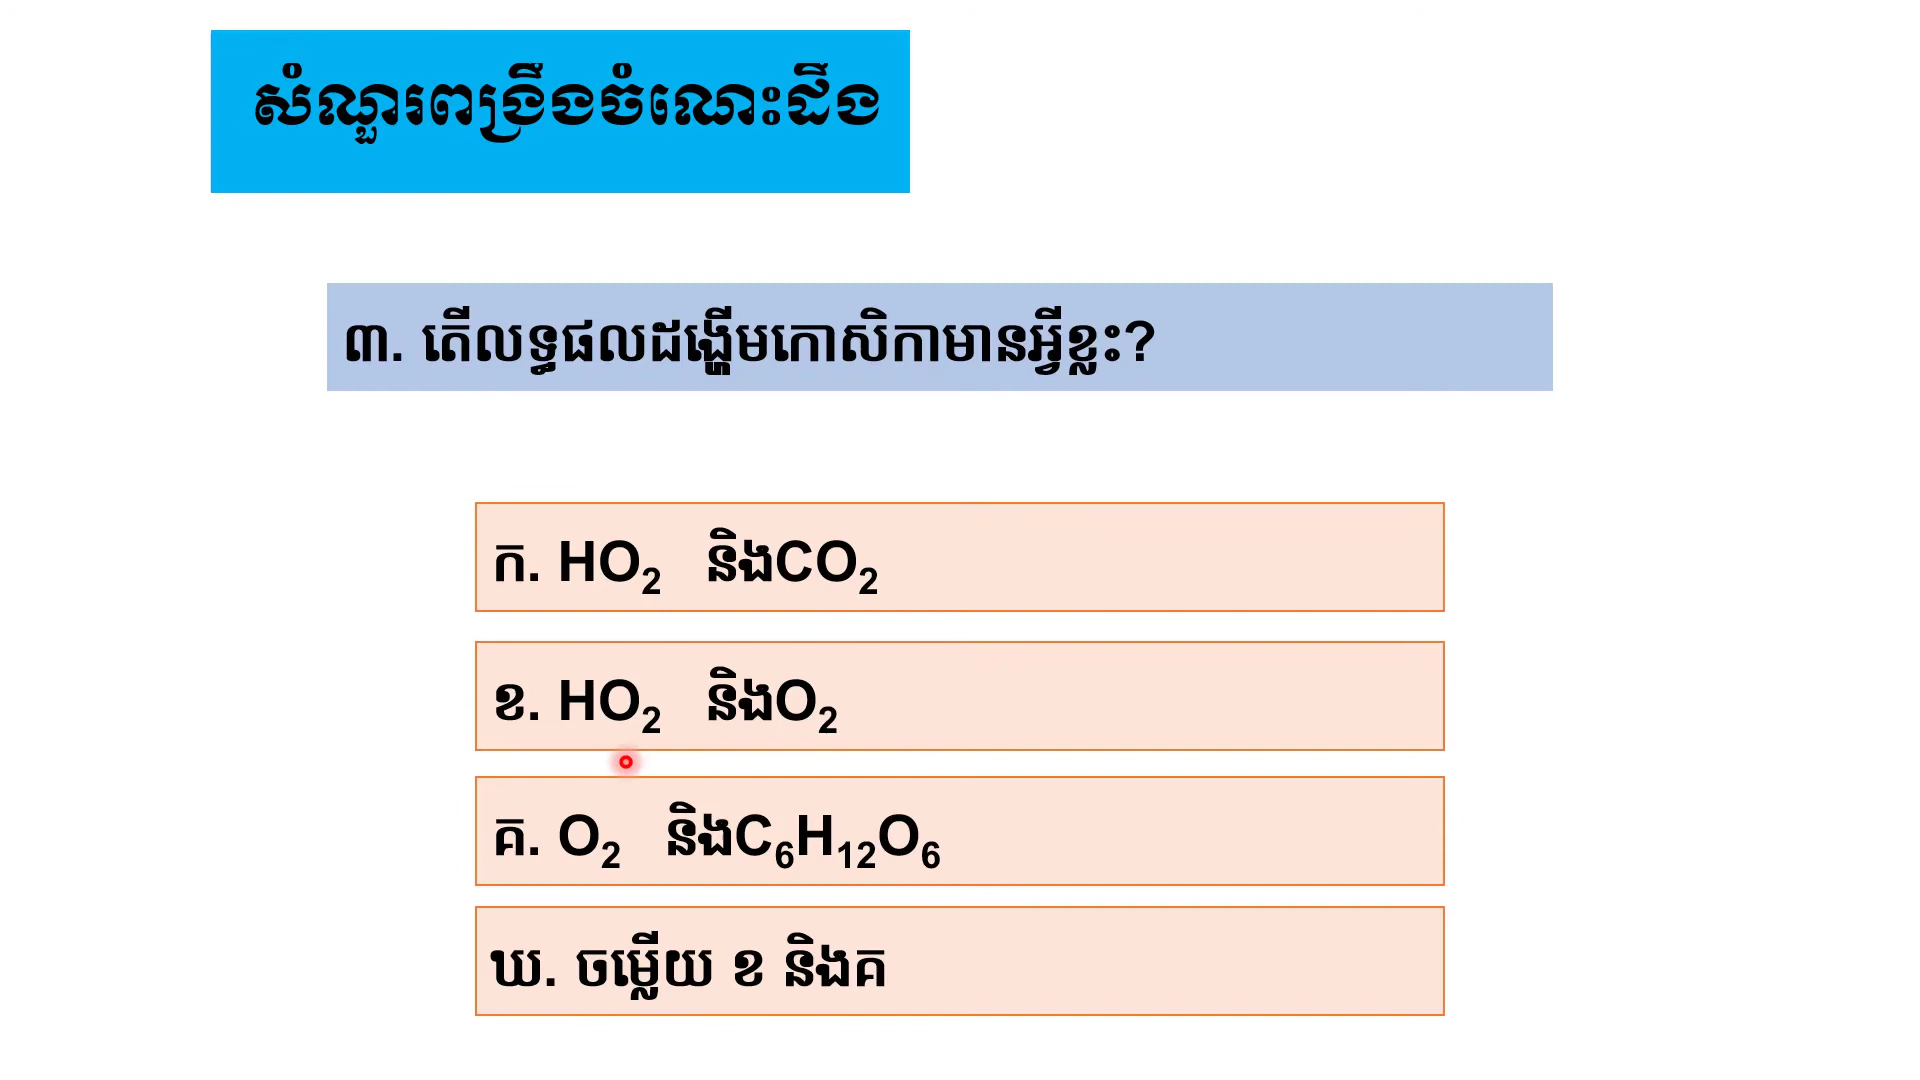 សំណួរពង្រឹងចំណេះដឹង
៣. តើលទ្ធផលដង្ហើមកោសិកាមានអ្វីខ្លះ?
ក. HO₂ និងCO₂
ខ. HO₂ និងO₂
គ. O₂ និងC₆H₁₂O₆
ឃ. ចម្លើយ ខ និងគ